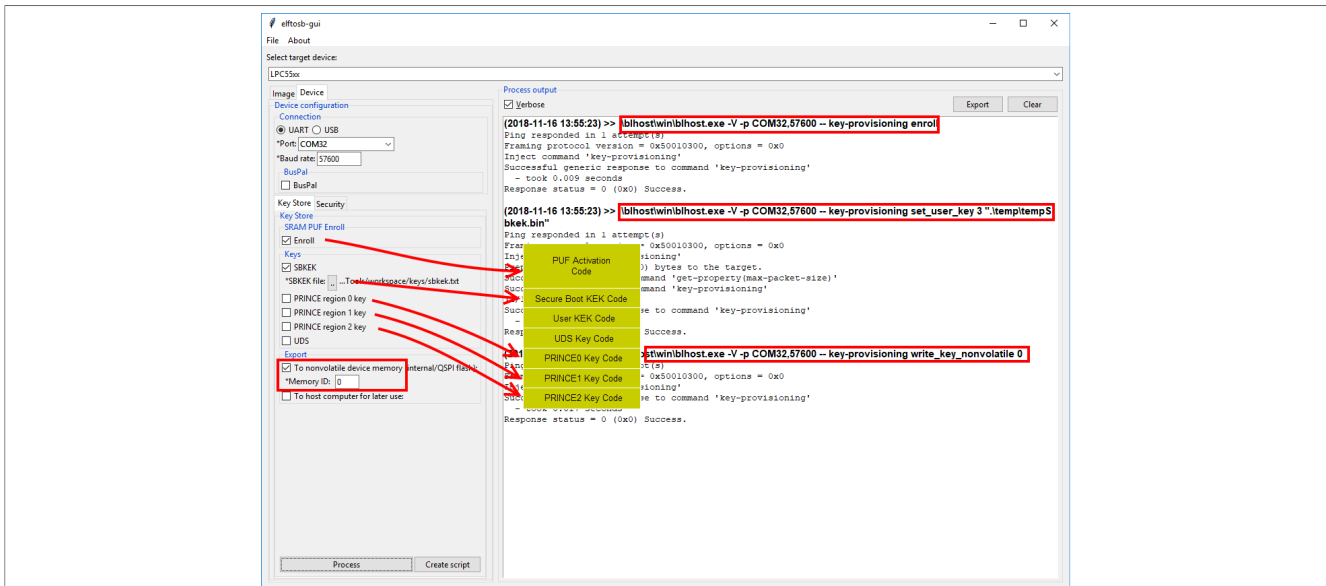 elftosb-gui
File About
Select target device:
LPC55xx
Image Device
Device configuration
Connection
UART USB
*Port: COM32
*Baud rate: 57600
BusPal
BusPal
Key Store Security
Key Store
SRAM PUF Enroll
Enroll
Keys
SBKEK
*SBKEK file: .. ...Tools/workspace/keys/sbkek.txt
PRINCE region 0 key
PRINCE region 1 key
PRINCE region 2 key
UDS
Export
To nonvolatile device memory (internal/QSPI flash):
*Memory ID: 0
To host computer for later use:
Process Create script
Process output
Verbose
Export Clear
(2018-11-16 13:55:23) >> .\blhost\win\blhost.exe -V -p COM32,57600 -- key-provisioning enroll
Ping responded in 1 attempt(s)
Framing protocol version = 0x50010300, options = 0x0
Inject command 'key-provisioning'
Successful generic response to command 'key-provisioning'
- took 0.009 seconds
Response status = 0 (0x0) Success.
(2018-11-16 13:55:23) >> .\blhost\win\blhost.exe -V -p COM32,57600 -- key-provisioning set_user_key 3 ".\temp\tempS
bkek.bin"
Ping responded in 1 attempt(s)
= 0x50010300, options = 0x0
bytes to the target.
'get-property(max-packet-size)'
'key-provisioning'
to command 'key-provisioning'
Success.
-V -p COM32,57600 -- key-provisioning write_key_nonvolatile 0
= 0x50010300, options = 0x0
to command 'key-provisioning'
Response status = 0 (0x0) Success.
PUF Activation
Code
Secure Boot KEK Code
User KEK Code
UDS Key Code
PRINCE0 Key Code
PRINCE1 Key Code
PRINCE2 Key Code